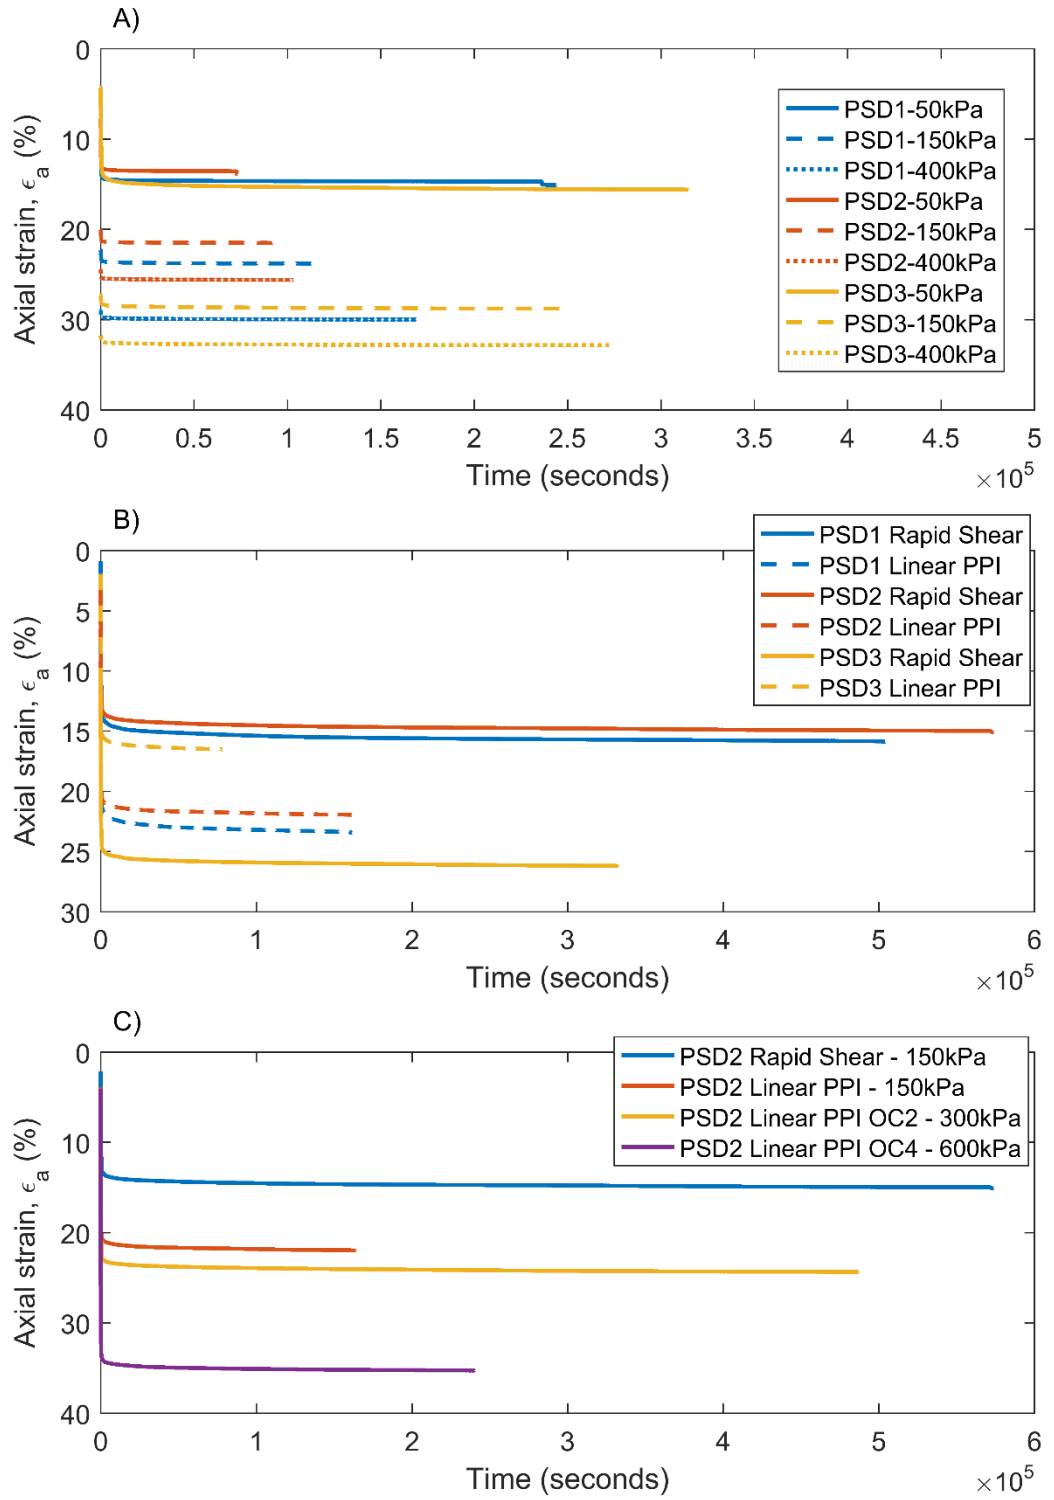 A)
0
10
20
30
40
Axial strain, ϵa (%)
0 0.5 1 1.5 2 2.5 3 3.5 4 4.5 5
Time (seconds)
×10^5
PSD1-50kPa
PSD1-150kPa
PSD1-400kPa
PSD2-50kPa
PSD2-150kPa
PSD2-400kPa
PSD3-50kPa
PSD3-150kPa
PSD3-400kPa
B)
0
5
10
15
20
25
30
Axial strain, ϵa (%)
0 1 2 3 4 5 6
Time (seconds)
×10^5
PSD1 Rapid Shear
PSD1 Linear PPI
PSD2 Rapid Shear
PSD2 Linear PPI
PSD3 Rapid Shear
PSD3 Linear PPI
C)
0
10
20
30
40
Axial strain, ϵa (%)
0 1 2 3 4 5 6
Time (seconds)
×10^5
PSD2 Rapid Shear - 150kPa
PSD2 Linear PPI - 150kPa
PSD2 Linear PPI OC2 - 300kPa
PSD2 Linear PPI OC4 - 600kPa